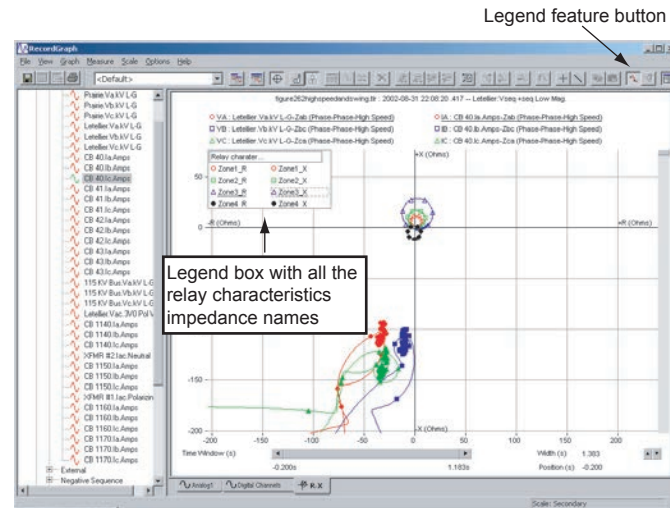 Legend feature button
RecordGraph
File View Graph Measure Scale Options Help
<Default>
Prairie.Va.kV L-G
Prairie.Vb.kV L-G
Prairie.Vc.kV L-G
Letellier.Va.kV L-G
Letellier.Vb.kV L-G
Letellier.Vc.kV L-G
CB 40.Ia.Amps
CB 40.Ib.Amps
CB 40.Ic.Amps
CB 41.Ia.Amps
CB 41.Ib.Amps
CB 41.Ic.Amps
CB 42.Ia.Amps
CB 42.Ib.Amps
CB 42.Ic.Amps
CB 43.Ia.Amps
CB 43.Ib.Amps
CB 43.Ic.Amps
115 KV Bus.Va.kV L-G
115 KV Bus.Vb.kV L-G
115 KV Bus.Vc.kV L-G
Letellier.Vac.3V0 Pol V
CB 1140.Ia.Amps
CB 1140.Ib.Amps
CB 1140.Ic.Amps
XFMR #2.Iac.Neutral
CB 1150.Ia.Amps
CB 1150.Ib.Amps
CB 1150.Ic.Amps
XFMR #1.Iac.Polarizin
CB 1160.Ia.Amps
CB 1160.Ib.Amps
CB 1160.Ic.Amps
CB 1170.Ia.Amps
CB 1170.Ib.Amps
CB 1170.Ic.Amps
External
Negative Sequence
figure262highspeedandswing.tlr : 2002-08-31 22:08:20 .417 -- Letellier:Vseq +seq Low Mag.
VA : Letellier.Va.kV L-G-Zab (Phase-Phase-High Speed)
IA : CB 40.Ia.Amps-Zab (Phase-Phase-High Speed)
VB : Letellier.Vb.kV L-G-Zbc (Phase-Phase-High Speed)
IB : CB 40.Ib.Amps-Zbc (Phase-Phase-High Speed)
VC : Letellier.Vc.kV L-G-Zca (Phase-Phase-High Speed)
IC : CB 40.Ic.Amps-Zca (Phase-Phase-High Speed)
Relay charater...
Zone1_R Zone1_X
Zone2_R Zone2_X
Zone3_R Zone3_X
Zone4_R Zone4_X
+X (Ohms)
50
-R (Ohms)
0
+R (Ohms)
Legend box with all the
relay characteristics
impedance names
-150
-200
-X (Ohms)
-200 -150 -100 -50 0 50 100 150 200
Time Window (s)
Width (s) 1.383
-0.200s 1.183s
Position (s) -0.200
Analog1 Digital Channels R-X
Scale: Secondary